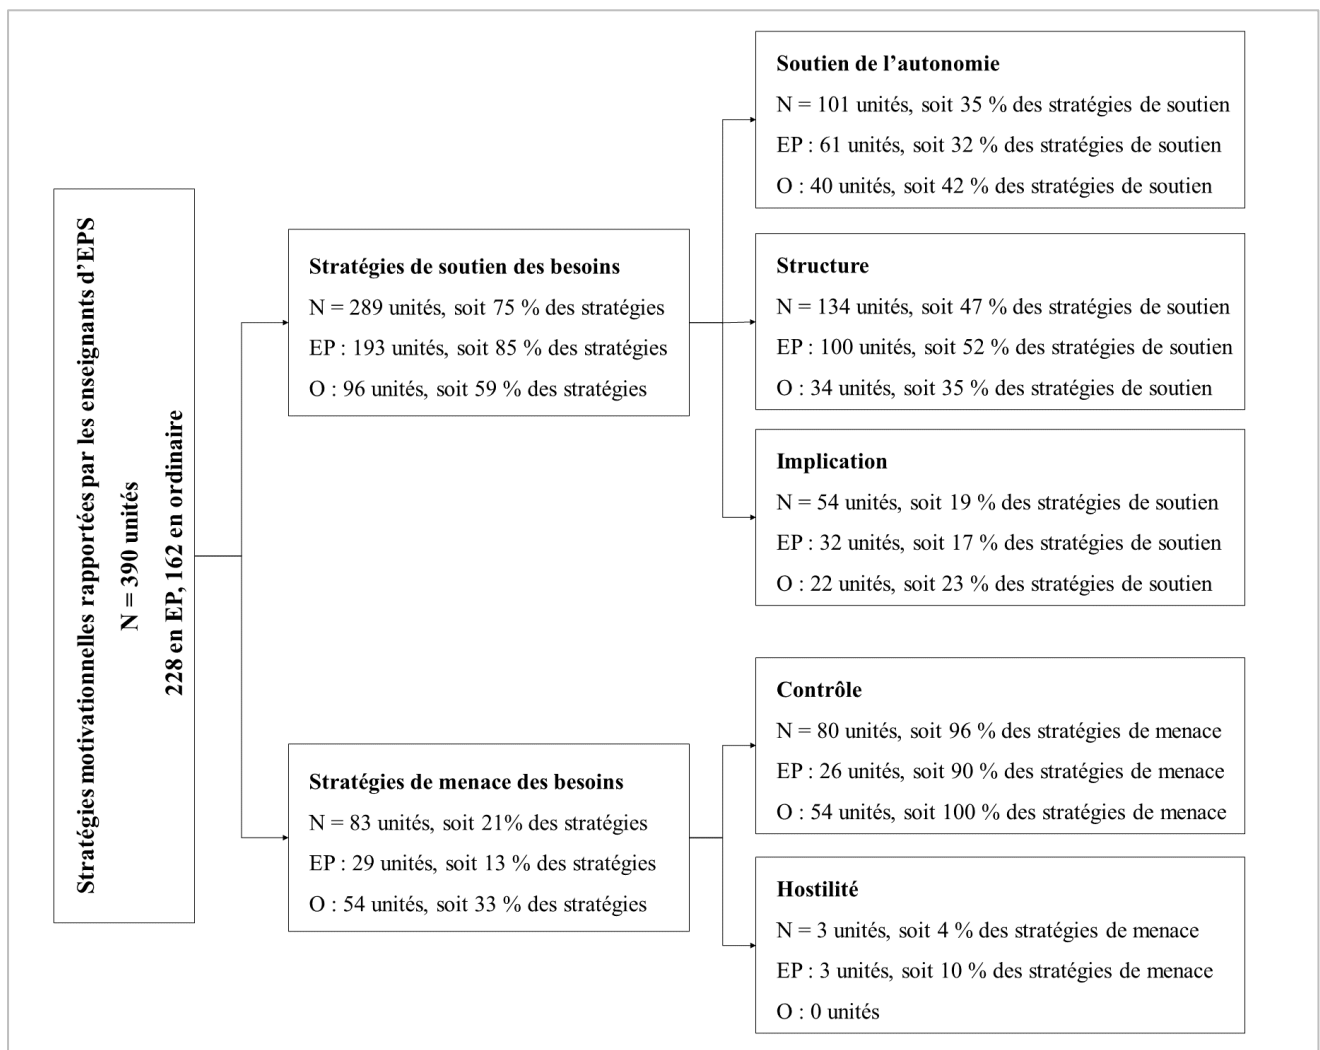 Stratégies motivationnelles rapportées par les enseignants d’EPS
N = 390 unités
228 en EP, 162 en ordinaire
Stratégies de soutien des besoins
N = 289 unités, soit 75 % des stratégies
EP : 193 unités, soit 85 % des stratégies
O : 96 unités, soit 59 % des stratégies
Soutien de l’autonomie
N = 101 unités, soit 35 % des stratégies de soutien
EP : 61 unités, soit 32 % des stratégies de soutien
O : 40 unités, soit 42 % des stratégies de soutien
Structure
N = 134 unités, soit 47 % des stratégies de soutien
EP : 100 unités, soit 52 % des stratégies de soutien
O : 34 unités, soit 35 % des stratégies de soutien
Implication
N = 54 unités, soit 19 % des stratégies de soutien
EP : 32 unités, soit 17 % des stratégies de soutien
O : 22 unités, soit 23 % des stratégies de soutien
Stratégies de menace des besoins
N = 83 unités, soit 21% des stratégies
EP : 29 unités, soit 13 % des stratégies
O : 54 unités, soit 33 % des stratégies
Contrôle
N = 80 unités, soit 96 % des stratégies de menace
EP : 26 unités, soit 90 % des stratégies de menace
O : 54 unités, soit 100 % des stratégies de menace
Hostilité
N = 3 unités, soit 4 % des stratégies de menace
EP : 3 unités, soit 10 % des stratégies de menace
O : 0 unités